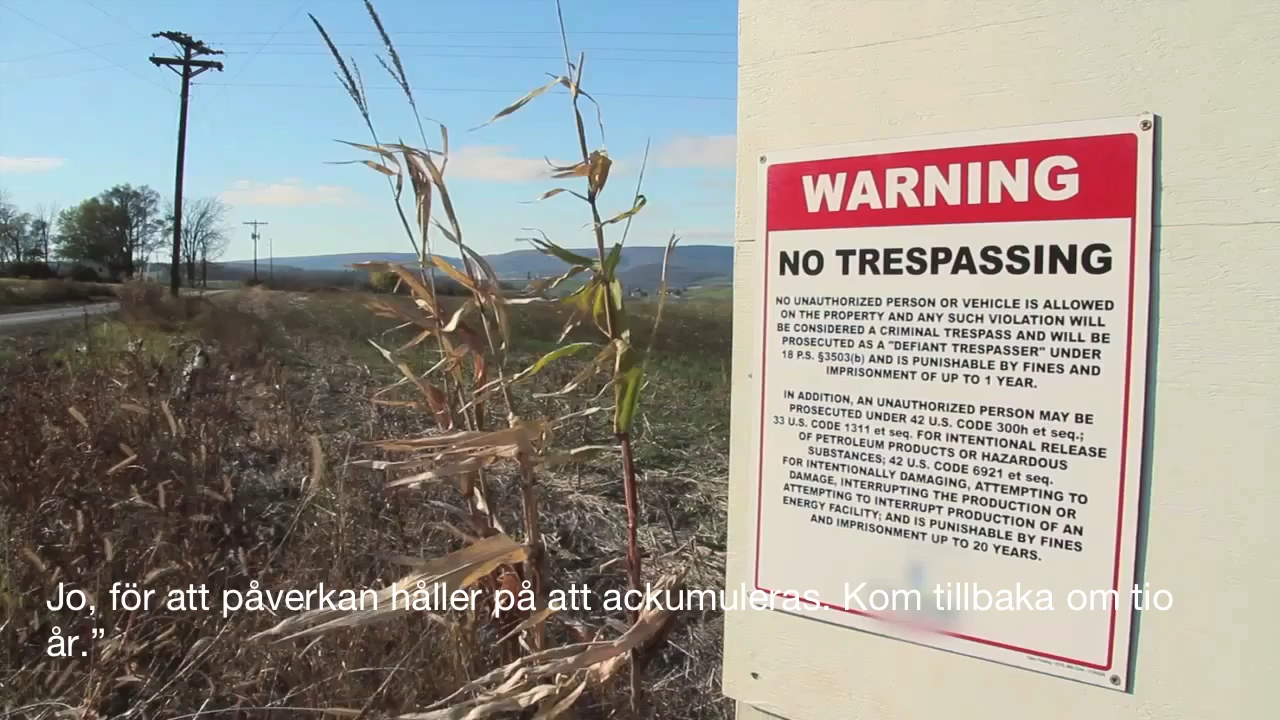 WARNING
NO TRESPASSING
NO UNAUTHORIZED PERSON OR VEHICLE IS ALLOWED
ON THE PROPERTY AND ANY SUCH VIOLATION WILL
BE CONSIDERED A CRIMINAL TRESPASS AND WILL BE
PROSECUTED AS A "DEFIANT TRESPASSER" UNDER
18 P.S. §3503(b) AND IS PUNISHABLE BY FINES AND
IMPRISONMENT OF UP TO 1 YEAR.
IN ADDITION, AN UNAUTHORIZED PERSON MAY BE
PROSECUTED UNDER 42 U.S. CODE 300h et seq.;
33 U.S. CODE 1311 et seq. FOR INTENTIONAL RELEASE
OF PETROLEUM PRODUCTS OR HAZARDOUS
SUBSTANCES; 42 U.S. CODE 6921 et seq.
FOR INTENTIONALLY DAMAGING, ATTEMPTING TO
DAMAGE, INTERRUPTING THE PRODUCTION OR
ATTEMPTING TO INTERRUPT PRODUCTION OF AN
ENERGY FACILITY; AND IS PUNISHABLE BY FINES
AND IMPRISONMENT UP TO 20 YEARS.
Jo, för att påverkan håller på att ackumuleras. Kom tillbaka om tio
år.”